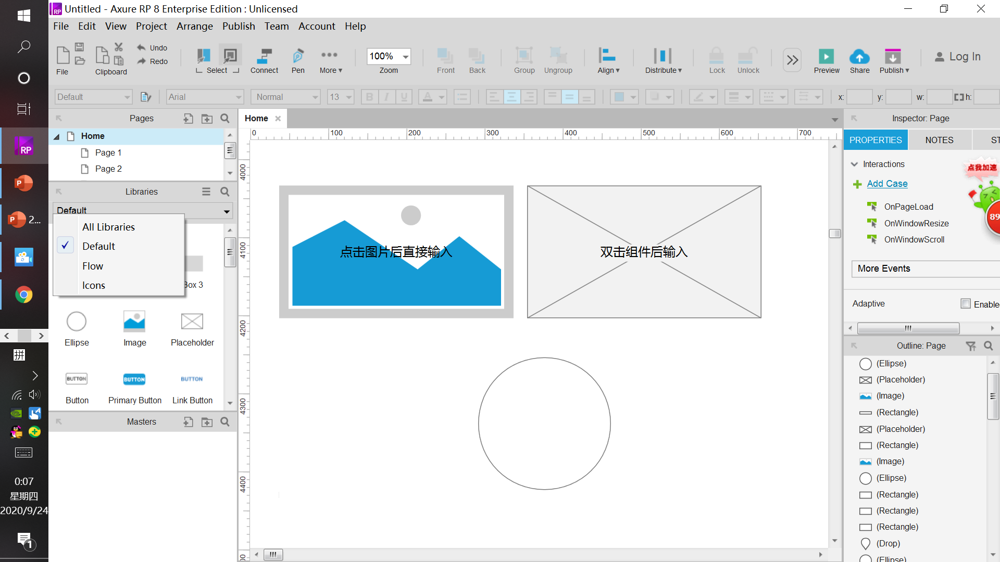 Untitled - Axure RP 8 Enterprise Edition : Unlicensed
File Edit View Project Arrange Publish Team Account Help
File
Clipboard
Undo
Redo
Select
Connect
Pen
More
100%
Zoom
Front
Back
Group
Ungroup
Align
Distribute
Lock
Unlock
Preview
Share
Publish
Log In
Default
Arial
Normal
13
B I U A
x: y: w: h:
Pages
Home
Page 1
Page 2
Libraries
Default
All Libraries
Default
Flow
Icons
Box 3
Ellipse
Image
Placeholder
BUTTON
BUTTON
BUTTON
Button
Primary Button
Link Button
Masters
Home
0 100 200 300 400 500 600 700
4000
4100
4200
4300
4400
点击图片后直接输入
双击组件后输入
Inspector: Page
PROPERTIES
NOTES
ST
Interactions
Add Case
OnPageLoad
OnWindowResize
OnWindowScroll
More Events
Adaptive
Enable
点我加速
89
Outline: Page
(Ellipse)
(Placeholder)
(Image)
(Rectangle)
(Placeholder)
(Rectangle)
(Image)
(Ellipse)
(Rectangle)
(Rectangle)
(Rectangle)
(Drop)
(Ellipse)
RP
RP
P
P
2...
拼
0:07
星期四
2020/9/24
1